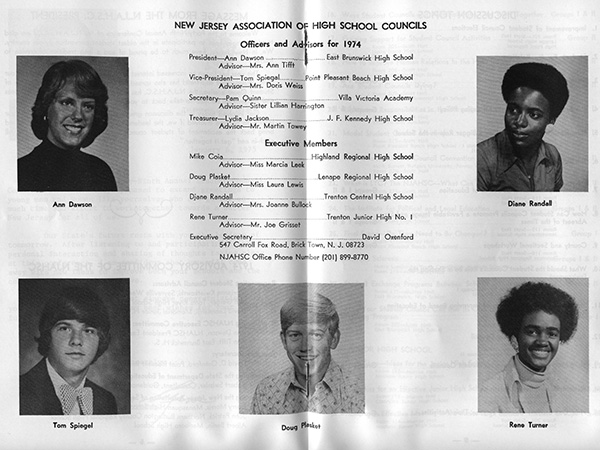 NEW JERSEY ASSOCIATION OF HIGH SCHOOL COUNCILS
Officers and Advisors for 1974
President—Ann Dawson East Brunswick High School
Advisor—Mrs. Ann Tifft
Vice-President—Tom Spiegal Point Pleasant Beach High School
Advisor—Mrs. Doris Weiss
Secretary—Pam Quinn Villa Victoria Academy
Advisor—Sister Lillian Harrington
Treasurer—Lydia Jackson J. F. Kennedy High School
Advisor—Mr. Martin Towey
Executive Members
Mike Coia Highland Regional High School
Advisor—Miss Marcia Leek
Doug Plasket Lenape Regional High School
Advisor—Miss Laura Lewis
Djane Randall Trenton Central High School
Advisor—Mrs. Joanne Bullock
Rene Turner Trenton Junior High No. 1
Advisor—Mr. Joe Grisset
Executive Secretary David Oxenford
547 Carroll Fox Road, Brick Town, N. J. 08723
NJAHSC Office Phone Number (201) 899-8770
Ann Dawson
Diane Randall
Tom Spiegel
Doug Plasket
Rene Turner